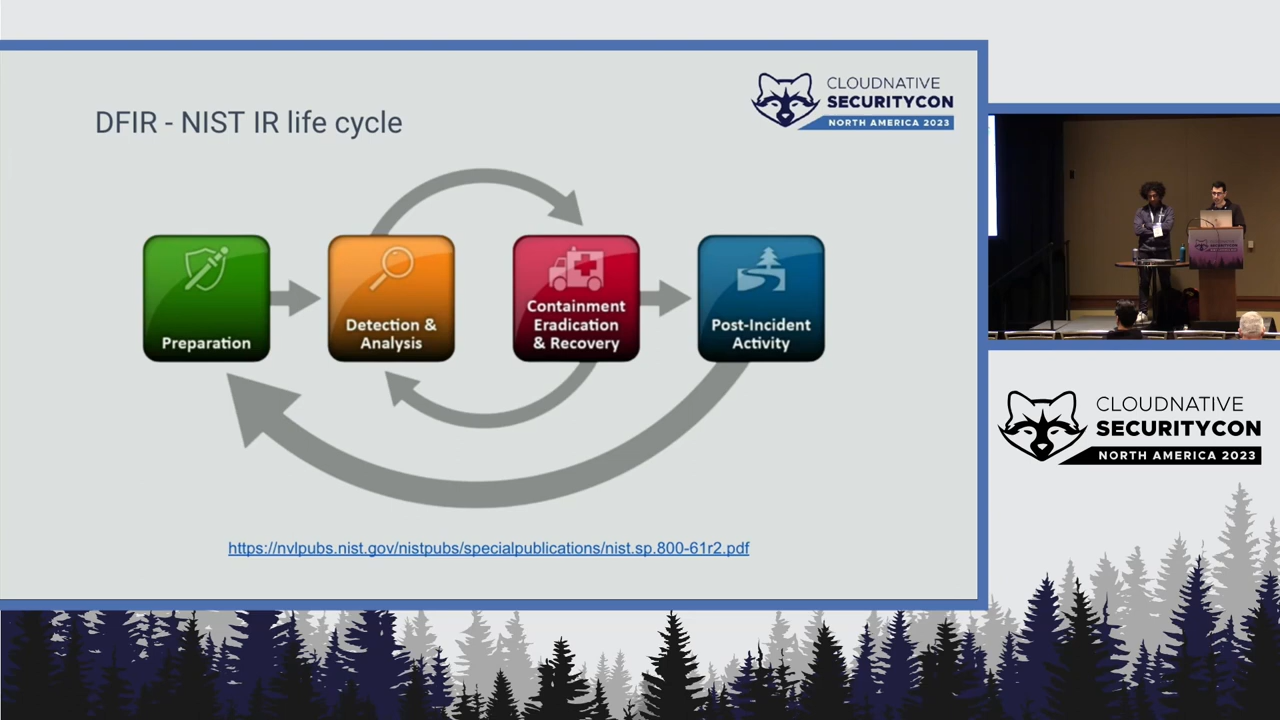 DFIR - NIST IR life cycle
CLOUDNATIVE
SECURITYCON
NORTH AMERICA 2023
Preparation
Detection &
Analysis
Containment
Eradication
& Recovery
Post-Incident
Activity
https://nvlpubs.nist.gov/nistpubs/specialpublications/nist.sp.800-61r2.pdf
CLOUDNATIVE
SECURITYCON
NORTH AMERICA 2023